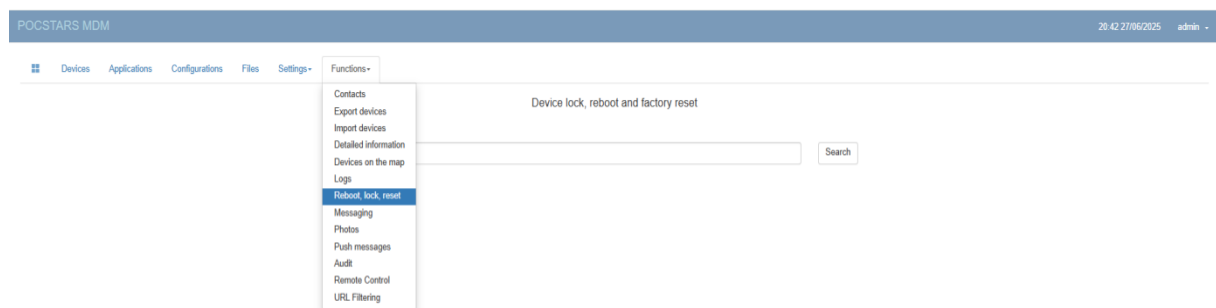 POCSTARS MDM 20:42 27/06/2025 admin
Devices Applications Configurations Files Settings Functions
Device lock, reboot and factory reset
Search
Contacts
Export devices
Import devices
Detailed information
Devices on the map
Logs
Reboot, lock, reset
Messaging
Photos
Push messages
Audit
Remote Control
URL Filtering